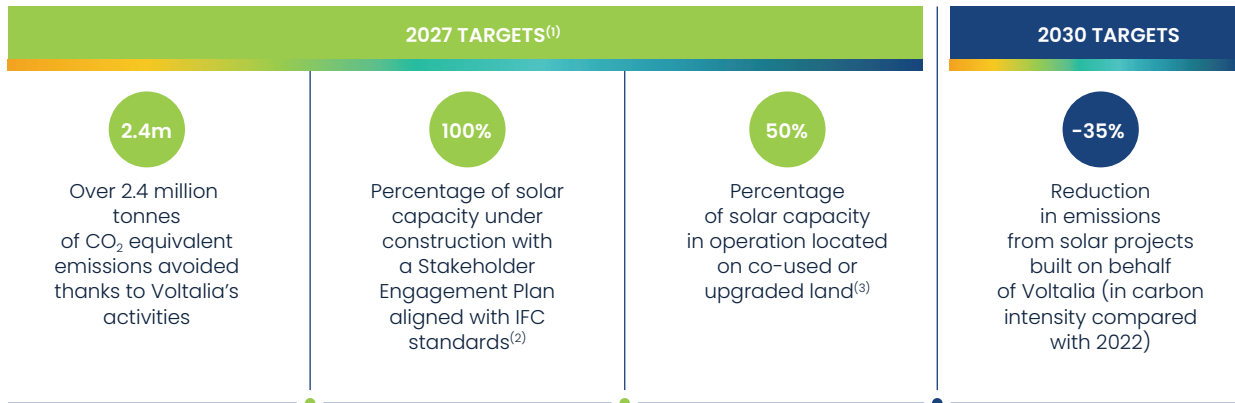 2027 TARGETS(1)
2030 TARGETS
2.4m
Over 2.4 million
tonnes
of CO2 equivalent
emissions avoided
thanks to Voltalia’s
activities
100%
Percentage of solar
capacity under
construction with
a Stakeholder
Engagement Plan
aligned with IFC
standards(2)
50%
Percentage
of solar capacity
in operation located
on co-used or
upgraded land(3)
-35%
Reduction
in emissions
from solar projects
built on behalf
of Voltalia (in carbon
intensity compared
with 2022)